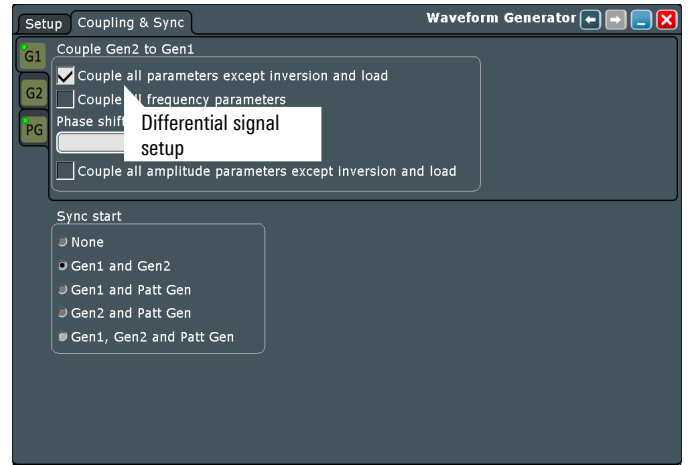 Setup Coupling & Sync Waveform Generator
G1 Couple Gen2 to Gen1
Couple all parameters except inversion and load
G2 Couple all frequency parameters
PG Phase shift
Differential signal
setup
Couple all amplitude parameters except inversion and load
Sync start
None
Gen1 and Gen2
Gen1 and Patt Gen
Gen2 and Patt Gen
Gen1, Gen2 and Patt Gen